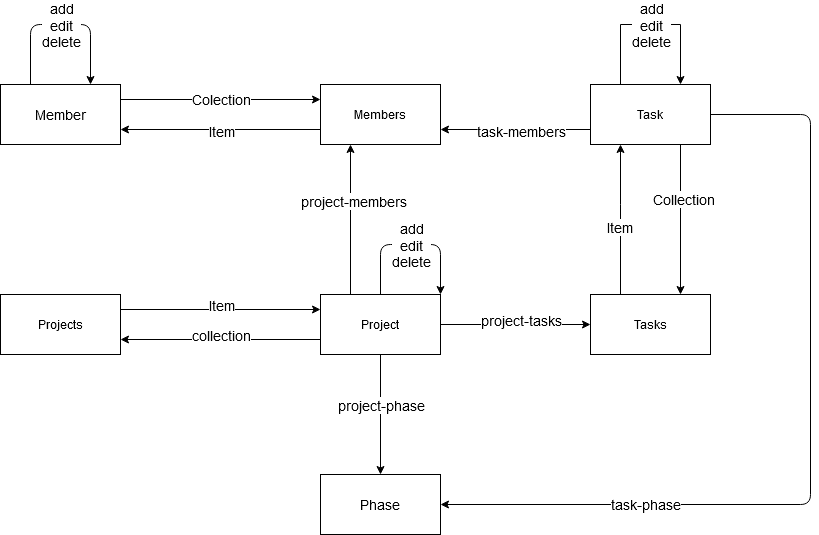 add
edit
delete
add
edit
delete
Member
Colection
Item
Members
task-members
Task
project-members
Collection
Item
add
edit
delete
Projects
Item
collection
Project
project-tasks
Tasks
project-phase
Phase
task-phase